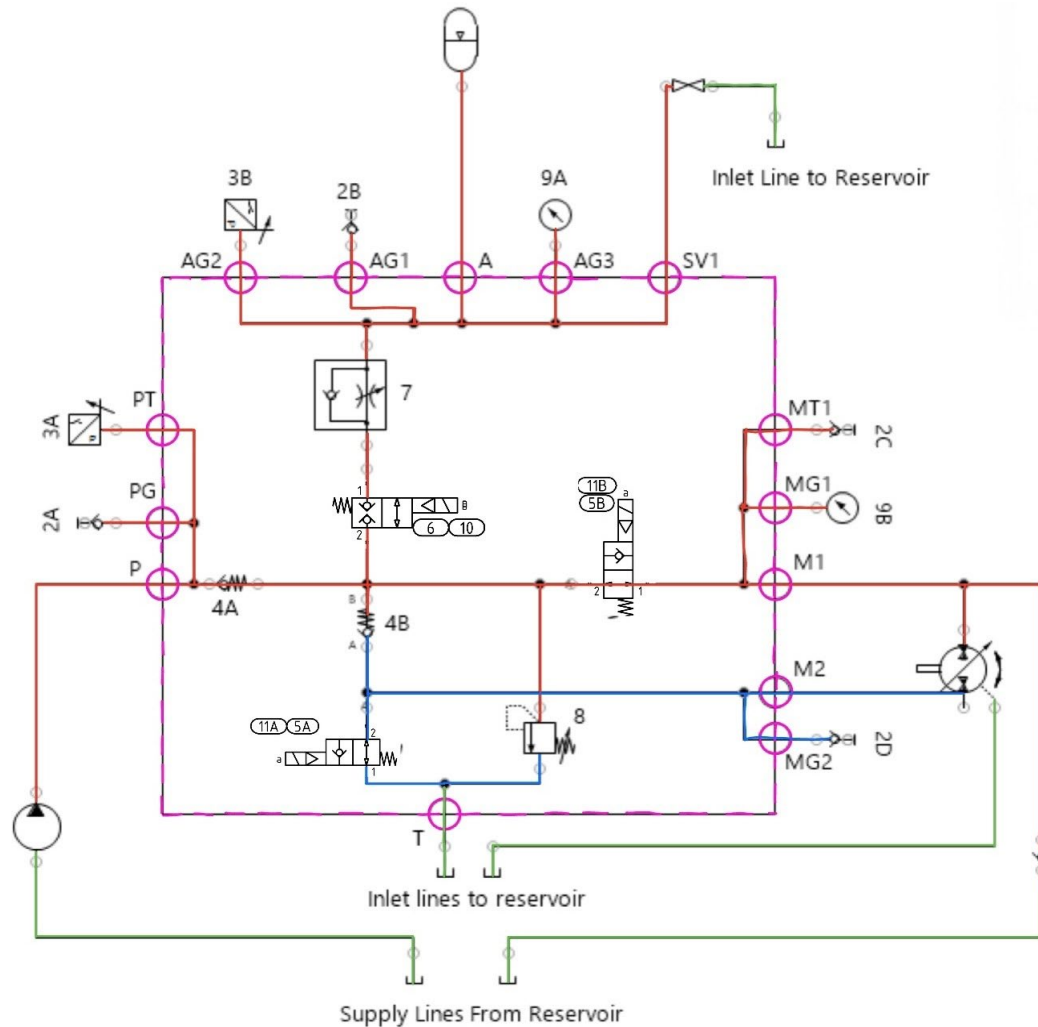 Inlet Line to Reservoir
3B
2B
9A
AG2
AG1
A
AG3
SV1
7
PT
3A
PG
2A
P
4A
1
B
6
10
2
11B
5B
a
2
1
MT1
2C
MG1
9B
M1
B
4B
A
A
M2
11A
5A
2
a
1
8
2D
MG2
T
Inlet lines to reservoir
Supply Lines From Reservoir